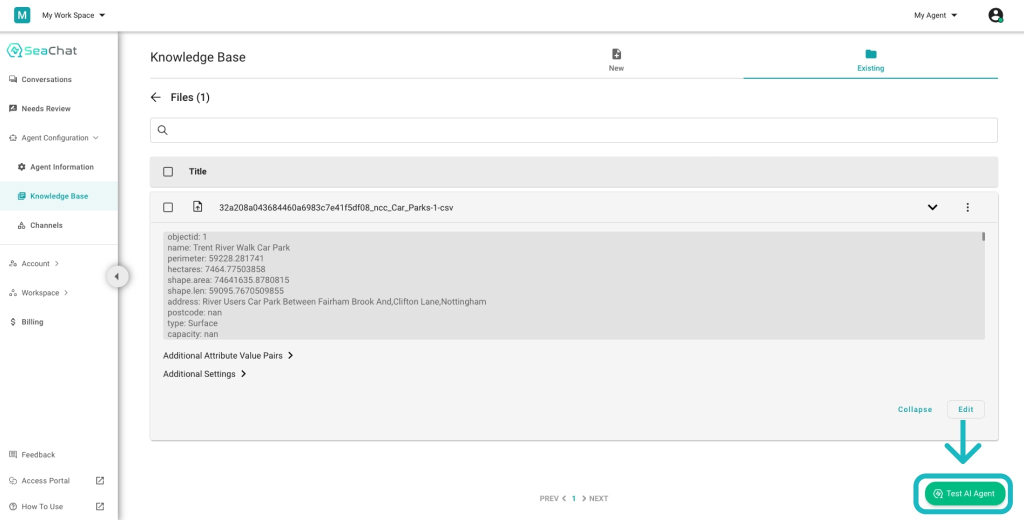 M My Work Space
My Agent
SeaChat
Conversations
Needs Review
Agent Configuration
Agent Information
Knowledge Base
Channels
Account
Workspace
Billing
Feedback
Access Portal
How To Use
Knowledge Base
New
Existing
Files (1)
Title
32a208a043684460a6983c7e41f5df08_ncc_Car_Parks-1-csv
objectid: 1
name: Trent River Walk Car Park
perimeter: 59228.281741
hectares: 7464.77503858
shape.area: 74641635.8780815
shape.len: 59095.7670509855
address: River Users Car Park Between Fairham Brook And,Clifton Lane,Nottingham
postcode: nan
type: Surface
capacity: nan
Additional Attribute Value Pairs
Additional Settings
Collapse
Edit
PREV 1 NEXT
Test AI Agent